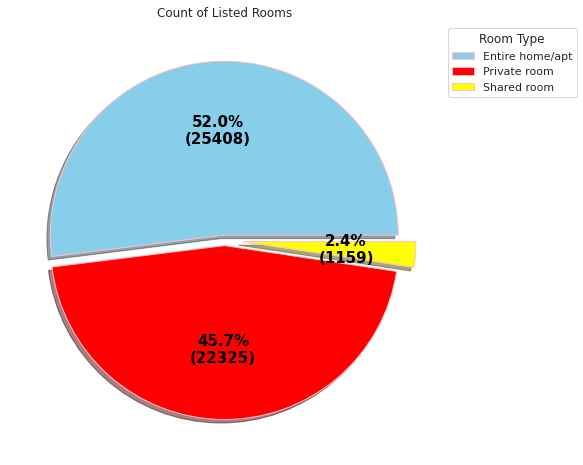 Count of Listed Rooms
Room Type
Entire home/apt
Private room
Shared room
52.0%
(25408)
2.4%
(1159)
45.7%
(22325)